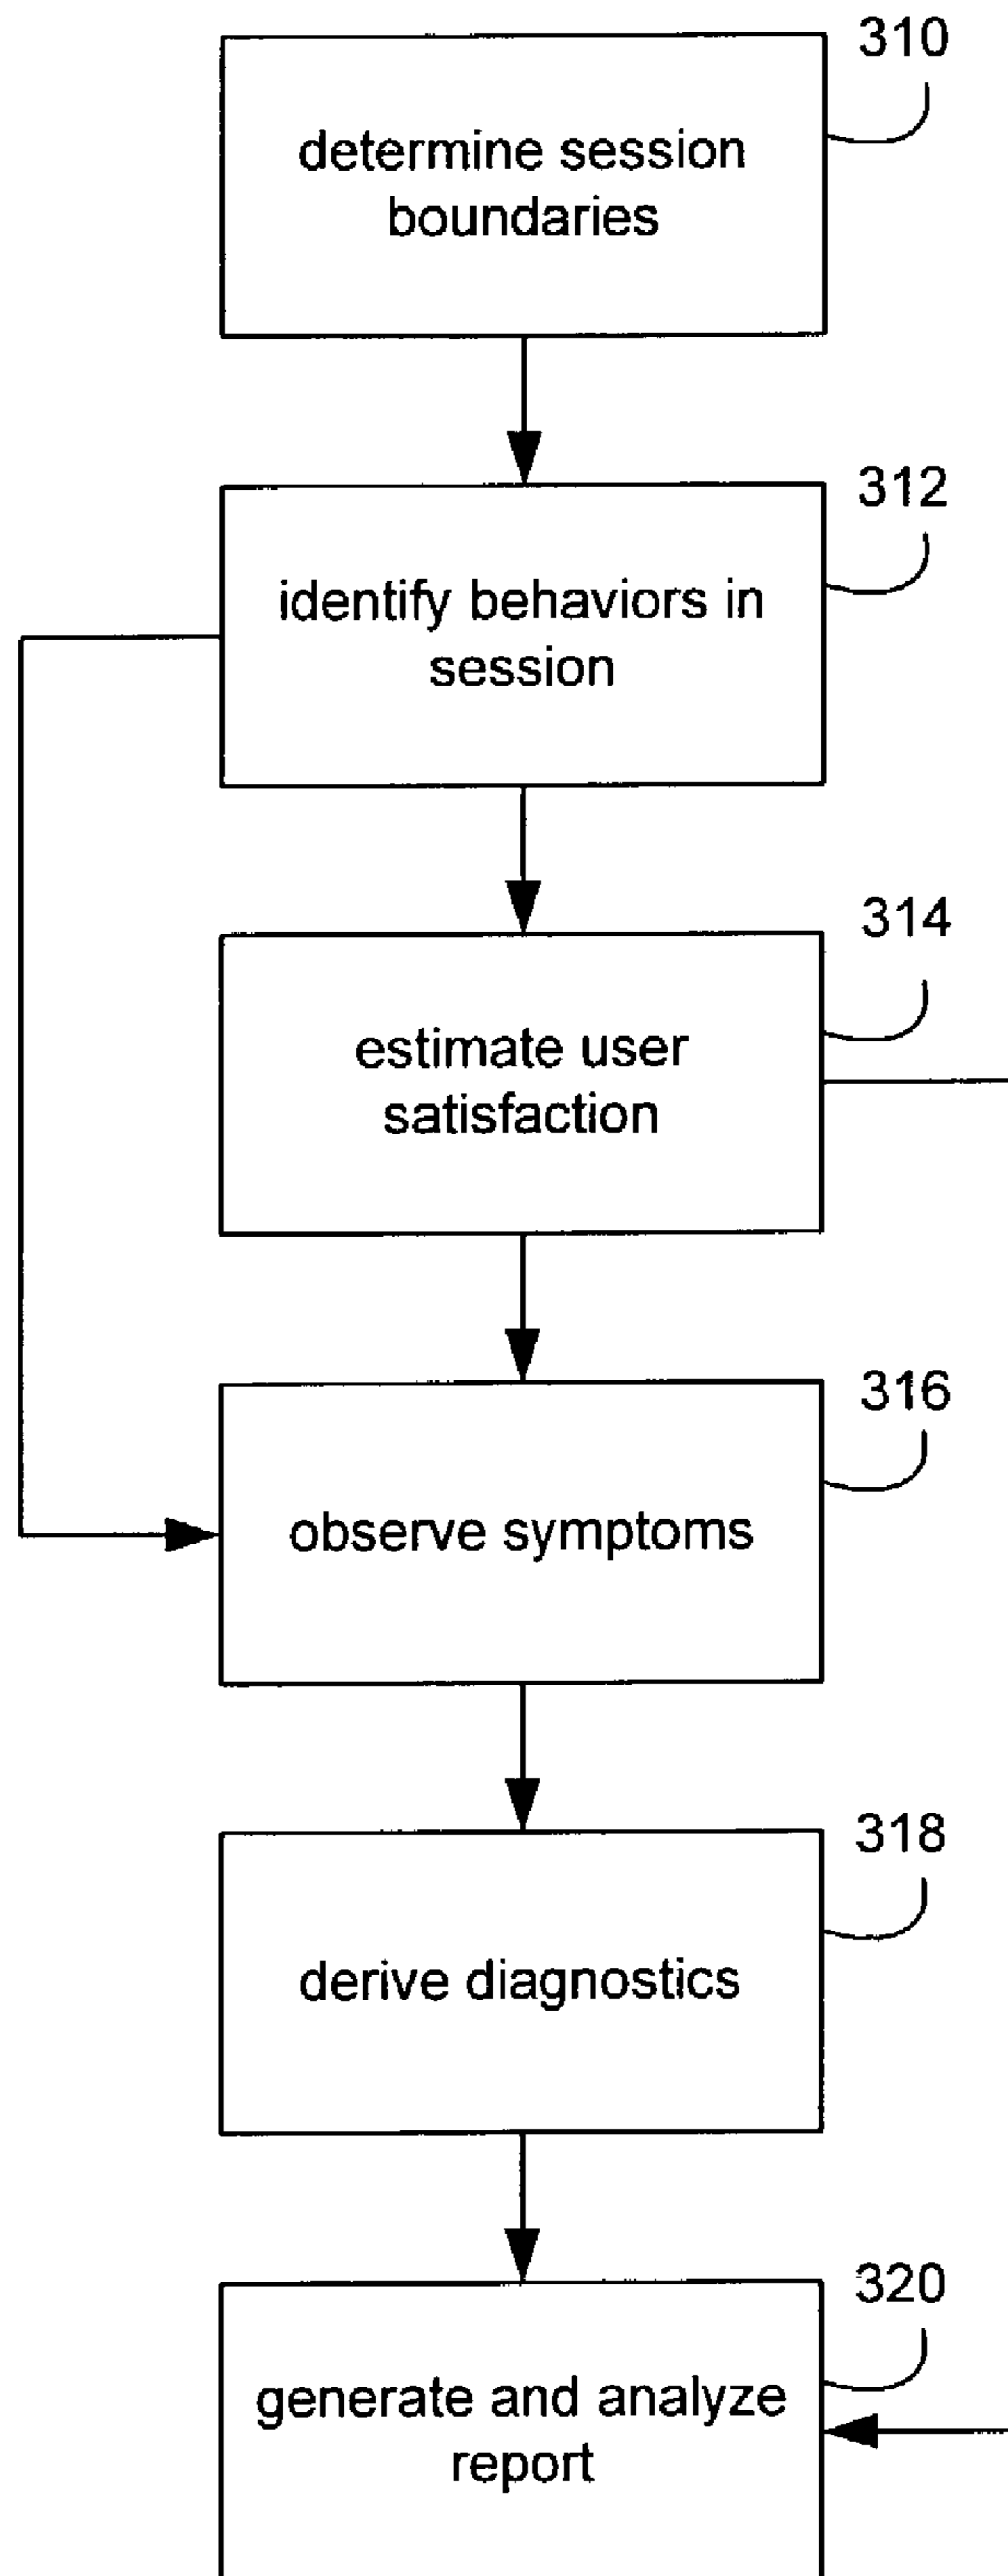 310
determine session
boundaries
312
identify behaviors in
session
314
estimate user
satisfaction
316
observe symptoms
318
derive diagnostics
320
generate and analyze
report